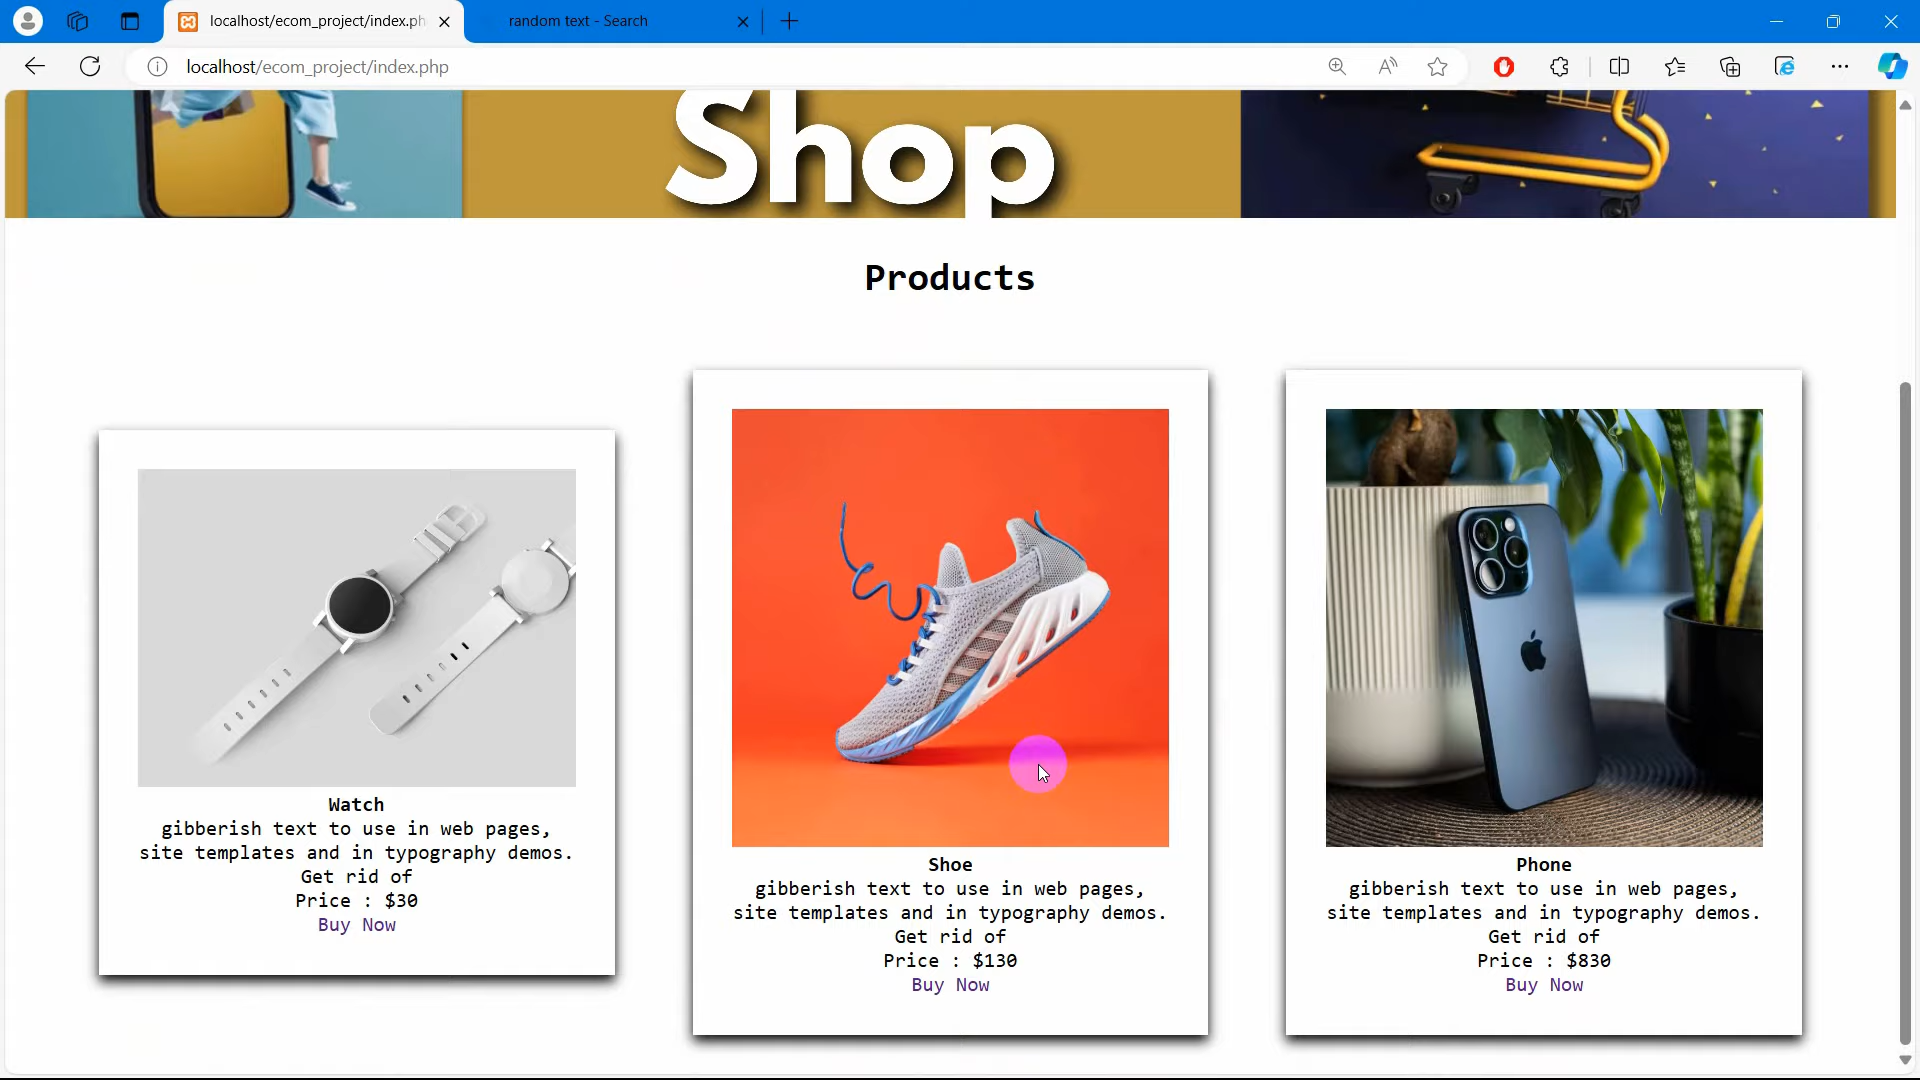 localhost/ecom_project/index.ph
random text - Search
localhost/ecom_project/index.php
Shop
Products
Watch
gibberish text to use in web pages,
site templates and in typography demos.
Get rid of
Price : $30
Buy Now
Shoe
gibberish text to use in web pages,
site templates and in typography demos.
Get rid of
Price : $130
Buy Now
Phone
gibberish text to use in web pages,
site templates and in typography demos.
Get rid of
Price : $830
Buy Now